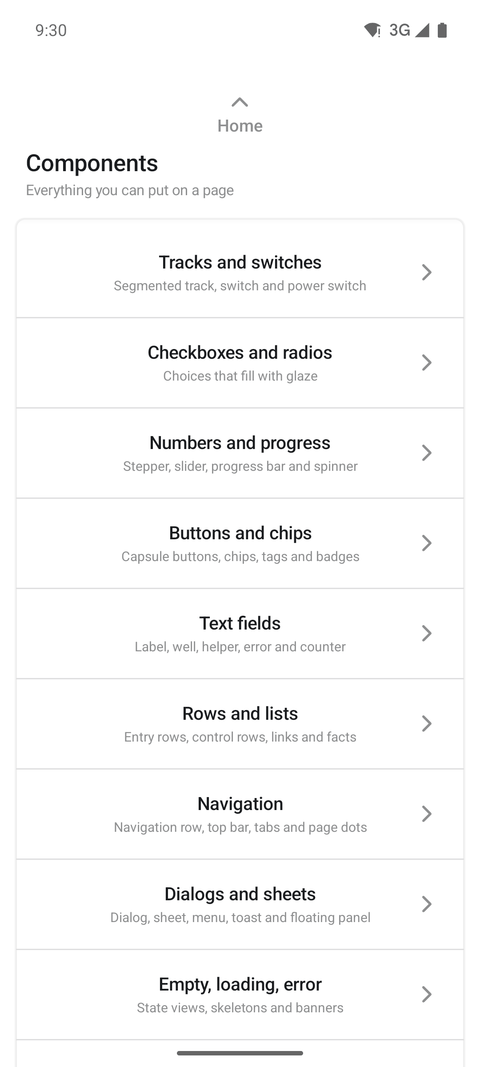 9:30
3G
Home
Components
Everything you can put on a page
Tracks and switches
Segmented track, switch and power switch
Checkboxes and radios
Choices that fill with glaze
Numbers and progress
Stepper, slider, progress bar and spinner
Buttons and chips
Capsule buttons, chips, tags and badges
Text fields
Label, well, helper, error and counter
Rows and lists
Entry rows, control rows, links and facts
Navigation
Navigation row, top bar, tabs and page dots
Dialogs and sheets
Dialog, sheet, menu, toast and floating panel
Empty, loading, error
State views, skeletons and banners